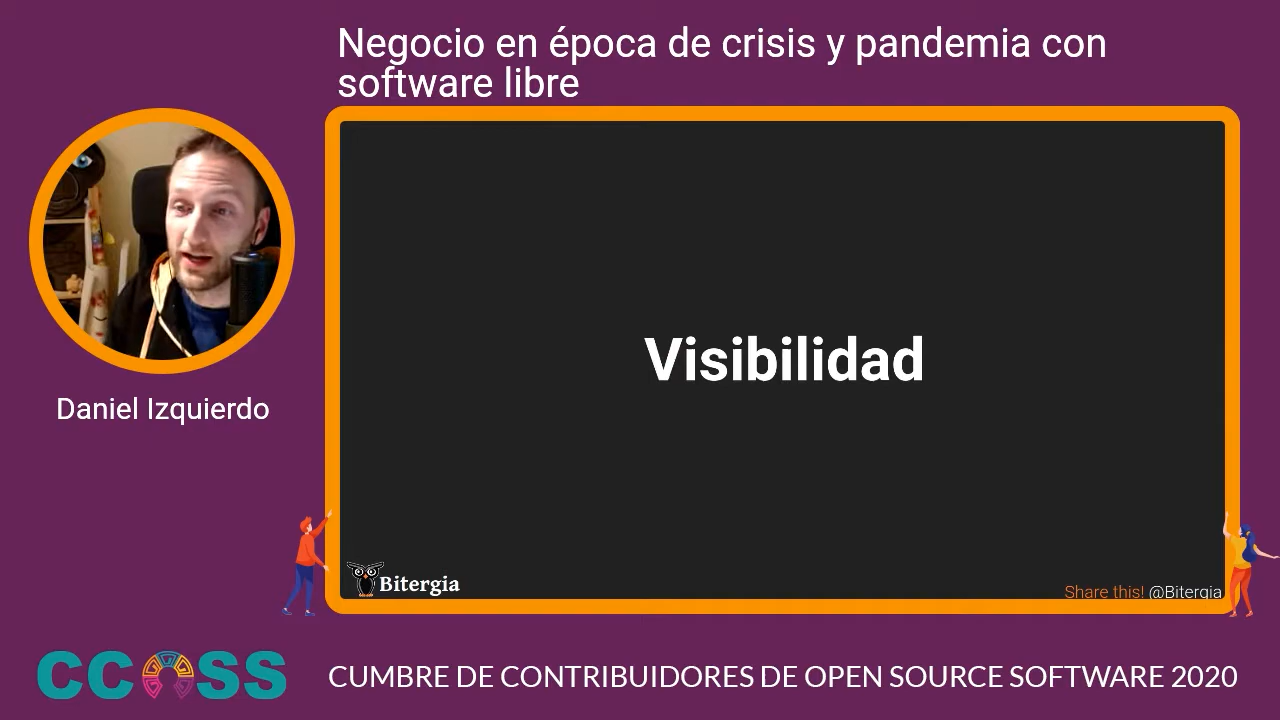 Negocio en época de crisis y pandemia con
software libre
Daniel Izquierdo
Visibilidad
Bitergia
Share this! @Bitergia
CCOSS
CUMBRE DE CONTRIBUIDORES DE OPEN SOURCE SOFTWARE 2020